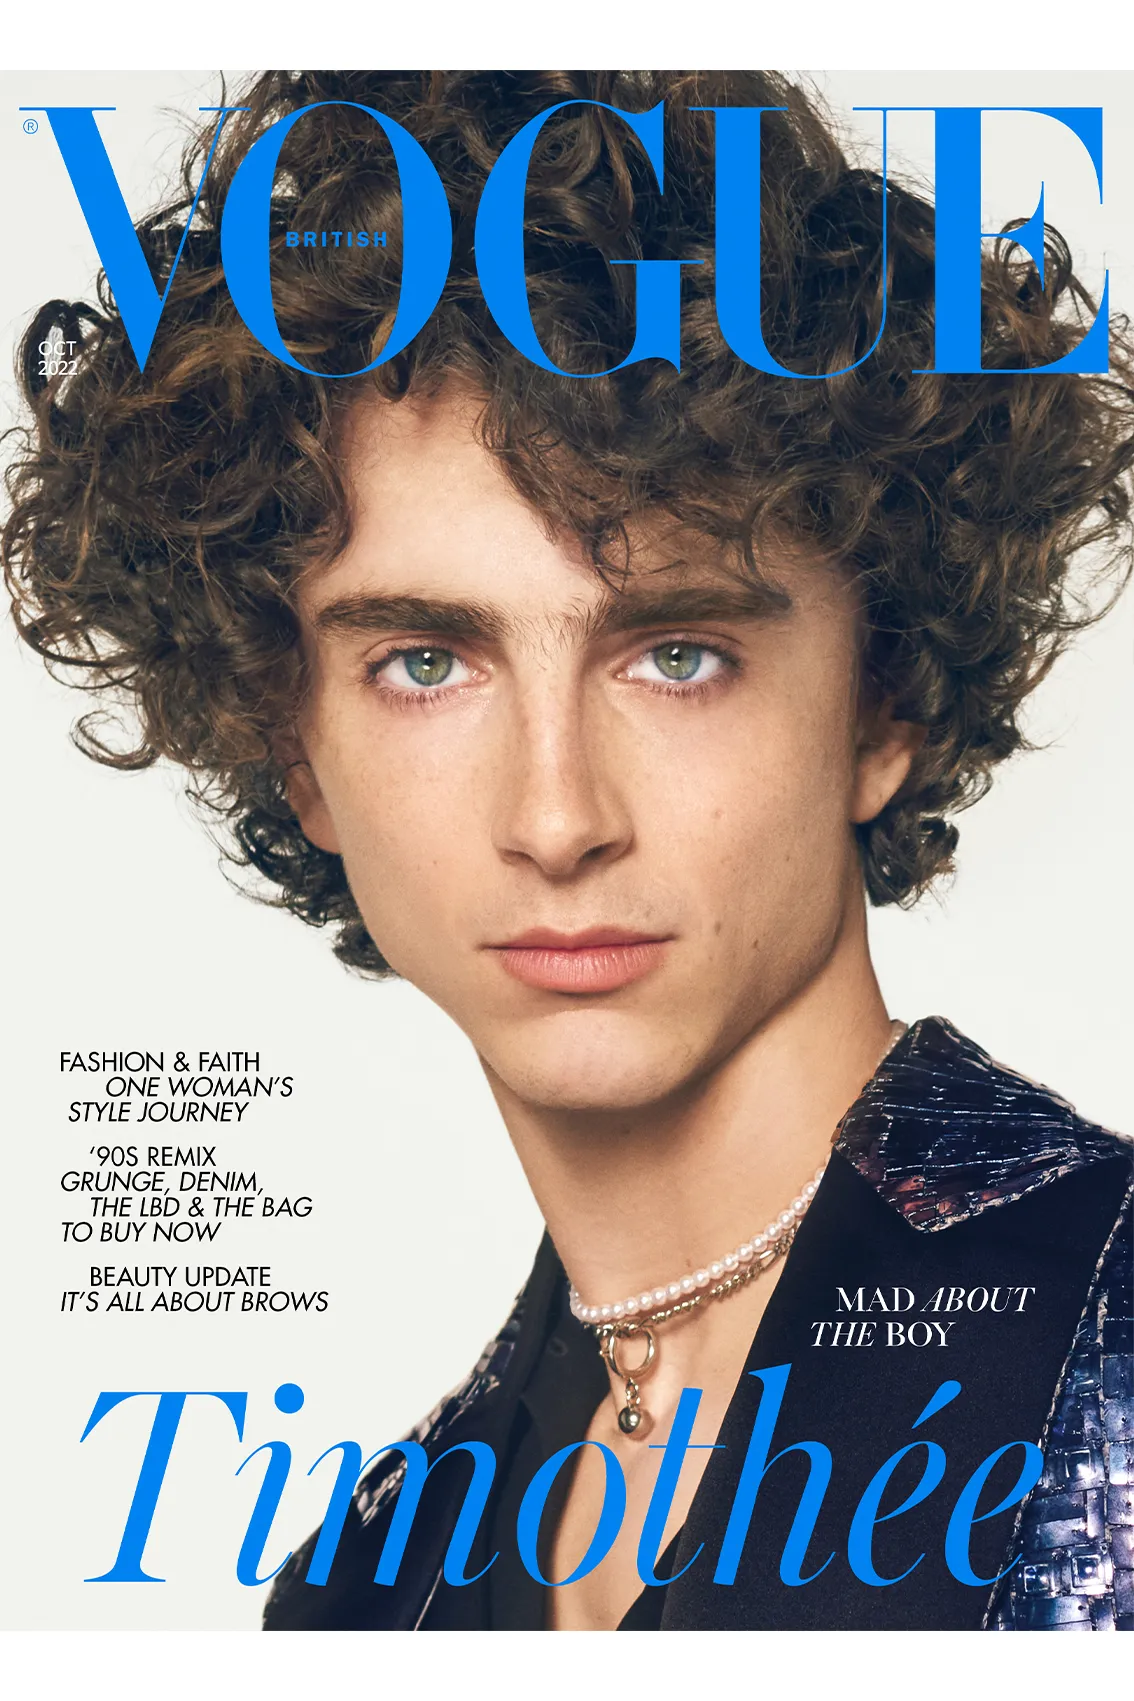 VOGUE
®
BRITISH
OCT
2022
FASHION & FAITH
ONE WOMAN’S
STYLE JOURNEY
‘90S REMIX
GRUNGE, DENIM,
THE LBD & THE BAG
TO BUY NOW
BEAUTY UPDATE
IT’S ALL ABOUT BROWS
MAD ABOUT
THE BOY
Timothée